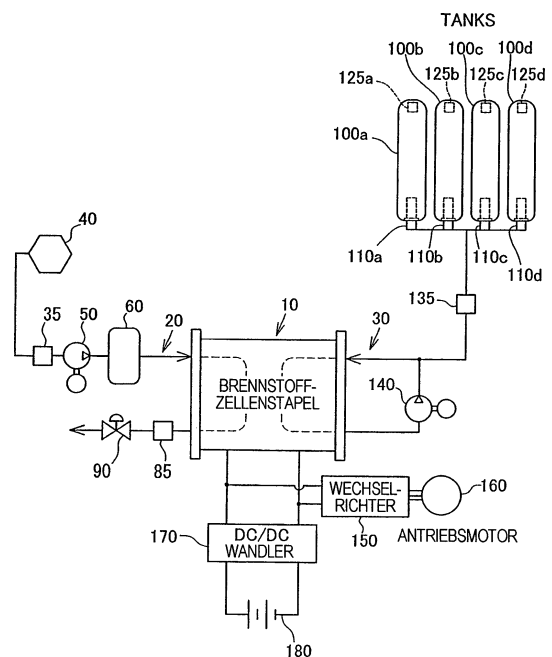 TANKS
100b 100c 100d
125a 125b 125c 125d
100a
110a 110b 110c 110d
40
135
35 50 60 20 10 30
BRENNSTOFF-
ZELLENSTAPEL
140
90 85
WECHSEL-
RICHTER
160
150
ANTRIEBSMOTOR
170
DC/DC
WANDLER
180